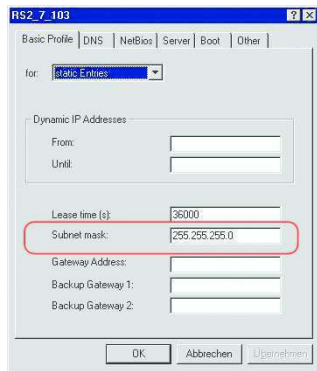 RS2_7_103
Basic Profile DNS NetBios Server Boot Other
for: static Entries
Dynamic IP Addresses
From:
Until:
Lease time (s): 36000
Subnet mask: 255.255.255.0
Gateway Address:
Backup Gateway 1:
Backup Gateway 2:
OK Abbrechen Übernehmen